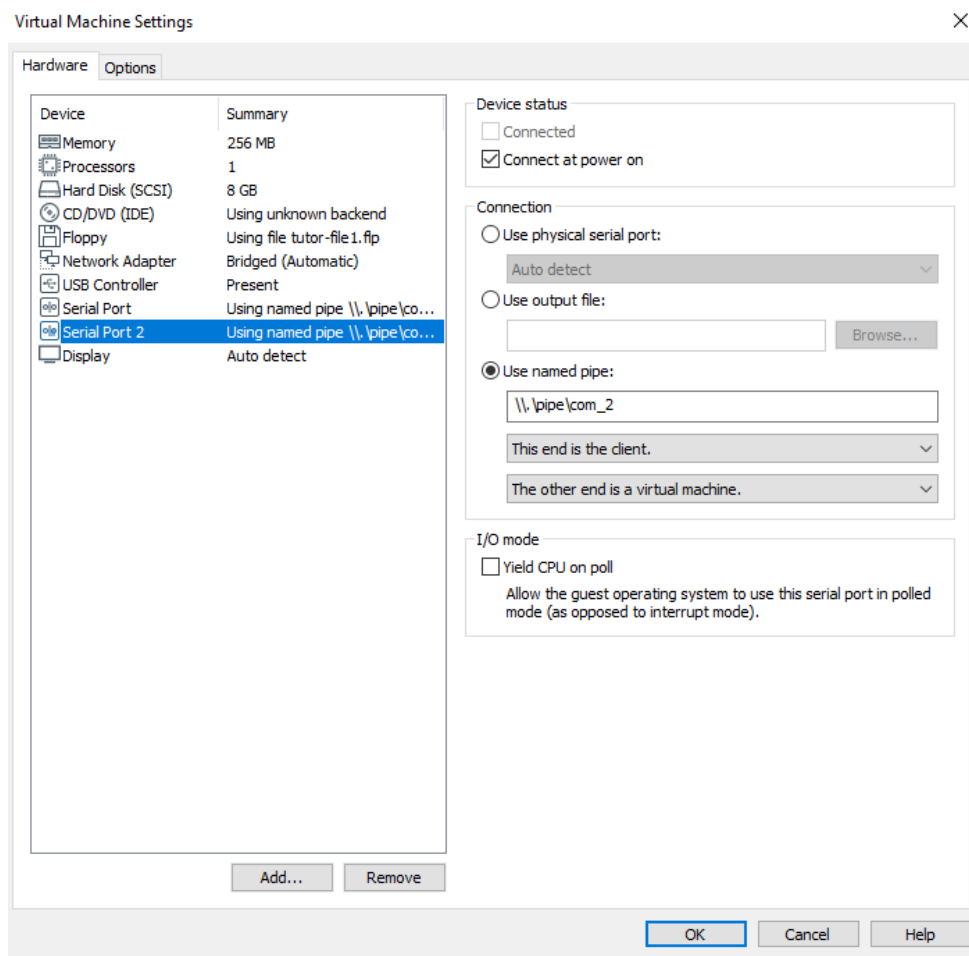 Virtual Machine Settings
Hardware
Options
Device Summary
Memory 256 MB
Processors 1
Hard Disk (SCSI) 8 GB
CD/DVD (IDE) Using unknown backend
Floppy Using file tutor-file1.flp
Network Adapter Bridged (Automatic)
USB Controller Present
Serial Port Using named pipe \\.\pipe\co...
Serial Port 2 Using named pipe \\.\pipe\co...
Display Auto detect
Add...
Remove
Device status
Connected
Connect at power on
Connection
Use physical serial port:
Auto detect
Use output file:
Browse...
Use named pipe:
\\.\pipe\com_2
This end is the client.
The other end is a virtual machine.
I/O mode
Yield CPU on poll
Allow the guest operating system to use this serial port in polled
mode (as opposed to interrupt mode).
OK
Cancel
Help